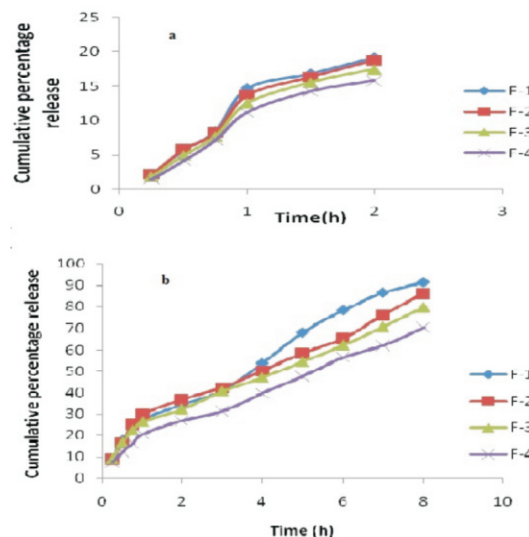 a
Cumulative percentage
release
25
20
15
10
5
0
0
1
2
3
Time(h)
F-1
F-2
F-3
F-4
b
Cumulative percentage release
100
90
80
70
60
50
40
30
20
10
0
0
2
4
6
8
10
Time (h)
F-1
F-2
F-3
F-4